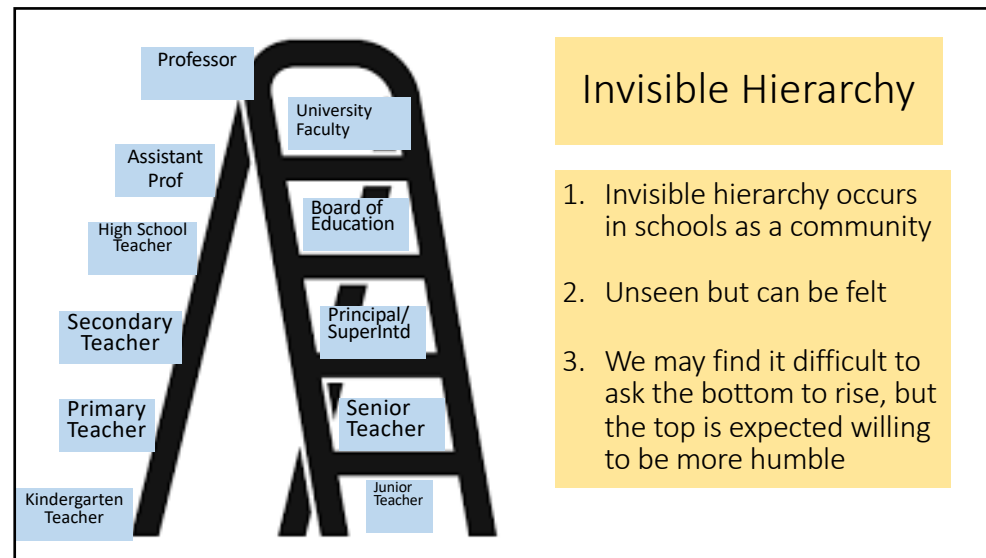 Professor
University
Faculty
Assistant
Prof
Board of
Education
High School
Teacher
Principal/
SuperIntd
Secondary
Teacher
Primary
Teacher
Senior
Teacher
Kindergarten
Teacher
Junior
Teacher
Invisible Hierarchy
1. Invisible hierarchy occurs
in schools as a community
2. Unseen but can be felt
3. We may find it difficult to
ask the bottom to rise, but
the top is expected willing
to be more humble